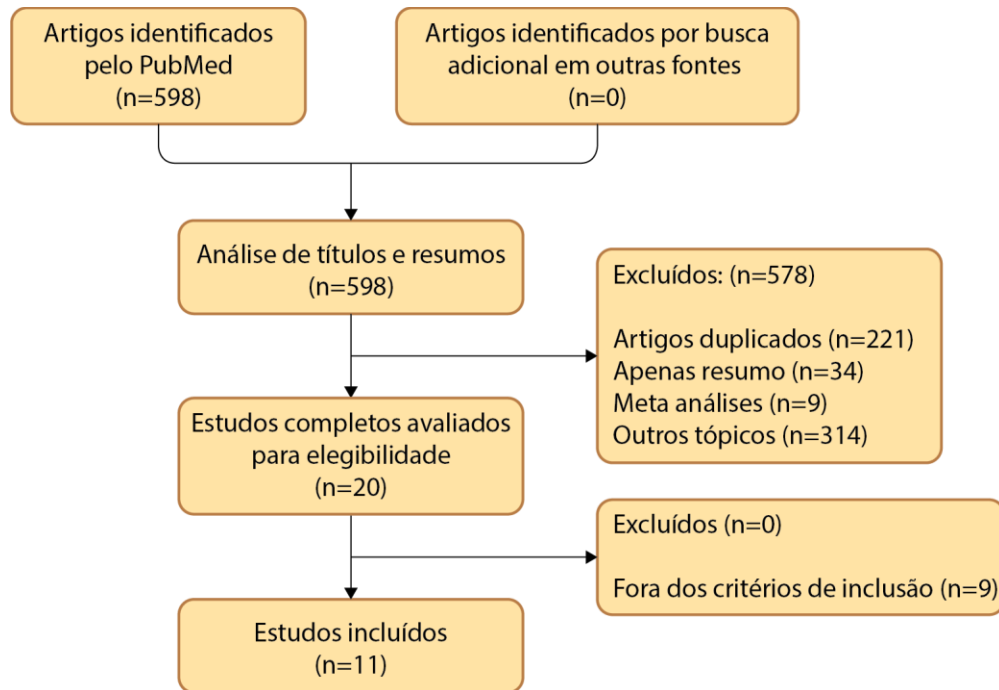 Artigos identificados
pelo PubMed
(n=598)
Artigos identificados por busca
adicional em outras fontes
(n=0)
Análise de títulos e resumos
(n=598)
Excluídos: (n=578)
Artigos duplicados (n=221)
Apenas resumo (n=34)
Meta análises (n=9)
Outros tópicos (n=314)
Estudos completos avaliados
para elegibilidade
(n=20)
Excluídos (n=0)
Fora dos critérios de inclusão (n=9)
Estudos incluídos
(n=11)